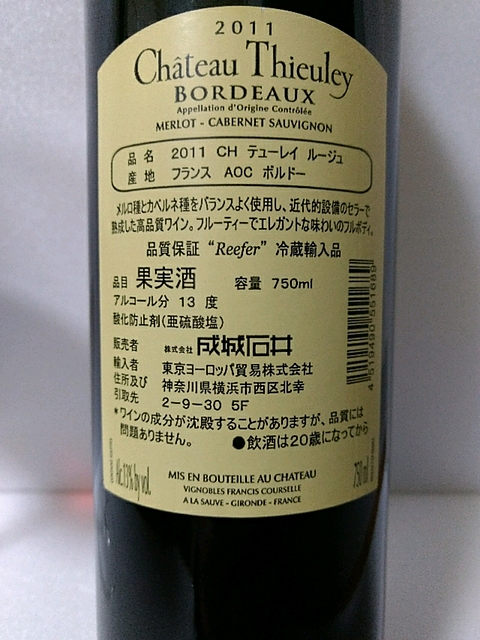 2011
Château Thieuley
BORDEAUX
Appellation d'Origine Contrôlée
MERLOT - CABERNET SAUVIGNON
品名 2011 CH テューレイ ルージュ
産地 フランス AOC ボルドー
メルロ種とカベルネ種をバランスよく使用し、近代的設備のセラーで
熟成した高品質ワイン。フルーティーでエレガントな味わいのフルボディ。
品質保証 “Reefer” 冷蔵輸入品
品目 果実酒 容量 750ml
アルコール分 13 度
酸化防止剤(亜硫酸塩)
販売者 株式会社 成城石井
輸入者 東京ヨーロッパ貿易株式会社
住所及び 神奈川県横浜市西区北幸
引取先 2-9-30 5F
*ワインの成分が沈殿することがありますが、品質には
問題ありません。 ●飲酒は20歳になってから
4 519490 551689
Alc.13% by vol.
750ml
MIS EN BOUTEILLE AU CHATEAU
VIGNOBLES FRANCIS COURSELLE
A LA SAUVE - GIRONDE - FRANCE